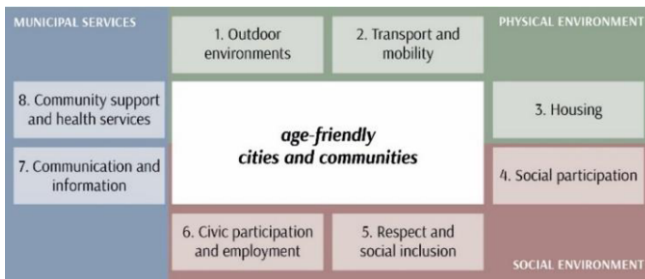 MUNICIPAL SERVICES
PHYSICAL ENVIRONMENT
1. Outdoor
environments
2. Transport and
mobility
8. Community support
and health services
3. Housing
age-friendly
cities and communities
7. Communication and
information
4. Social participation
6. Civic participation
and employment
5. Respect and
social inclusion
SOCIAL ENVIRONMENT